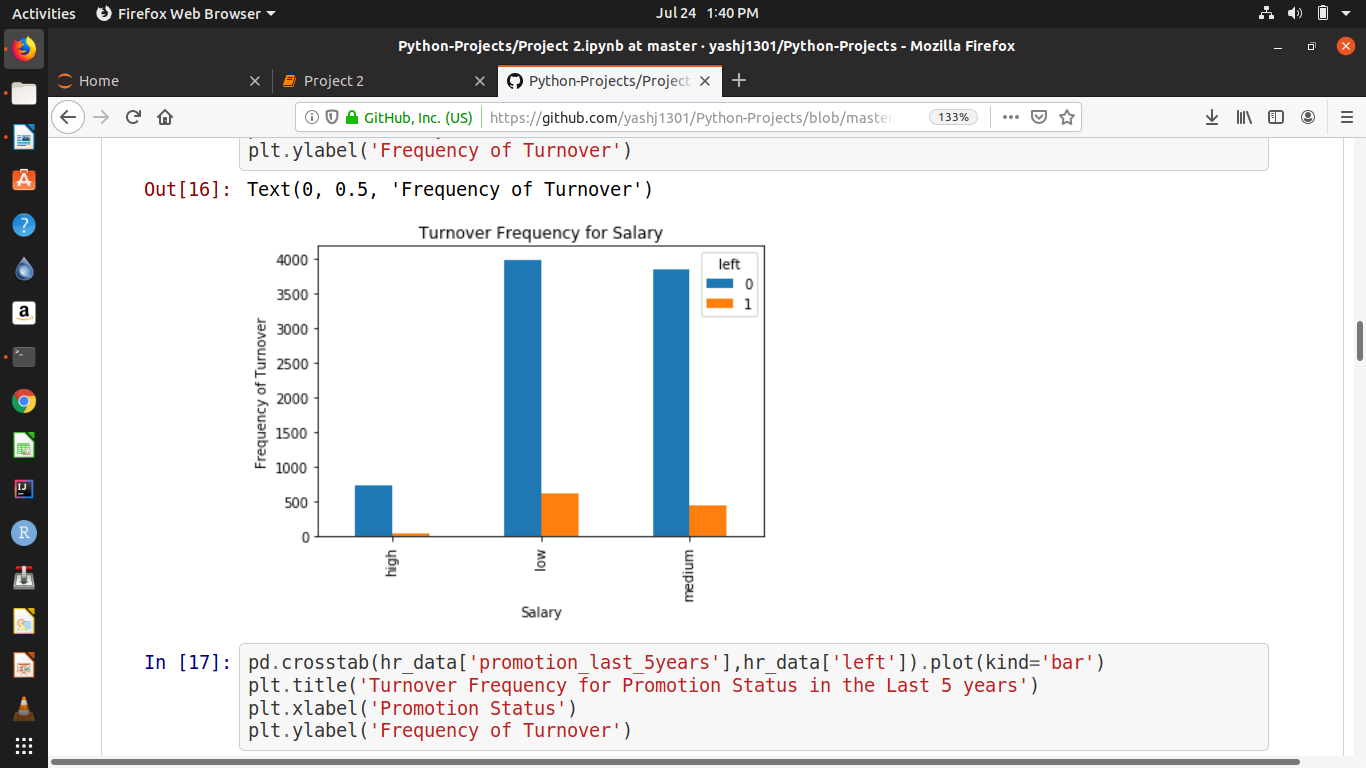 Activities Firefox Web Browser Jul 24 1:40 PM
Python-Projects/Project 2.ipynb at master · yashj1301/Python-Projects - Mozilla Firefox
Home Project 2 Python-Projects/Project
GitHub, Inc. (US) https://github.com/yashj1301/Python-Projects/blob/master 133%
plt.ylabel('Frequency of Turnover')
Out[16]: Text(0, 0.5, 'Frequency of Turnover')
Turnover Frequency for Salary
left
0
1
4000
3500
3000
2500
2000
1500
1000
500
0
Frequency of Turnover
high low medium
Salary
In [17]: pd.crosstab(hr_data['promotion_last_5years'],hr_data['left']).plot(kind='bar')
plt.title('Turnover Frequency for Promotion Status in the Last 5 years')
plt.xlabel('Promotion Status')
plt.ylabel('Frequency of Turnover')